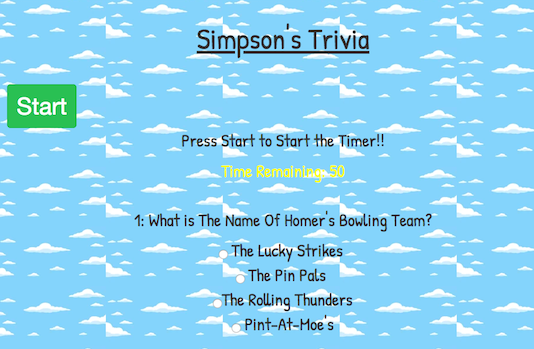 Simpson's Trivia
Start
Press Start to Start the Timer!!
Time Remaining: 50
1: What is The Name Of Homer's Bowling Team?
The Lucky Strikes
The Pin Pals
The Rolling Thunders
Pint-At-Moe's